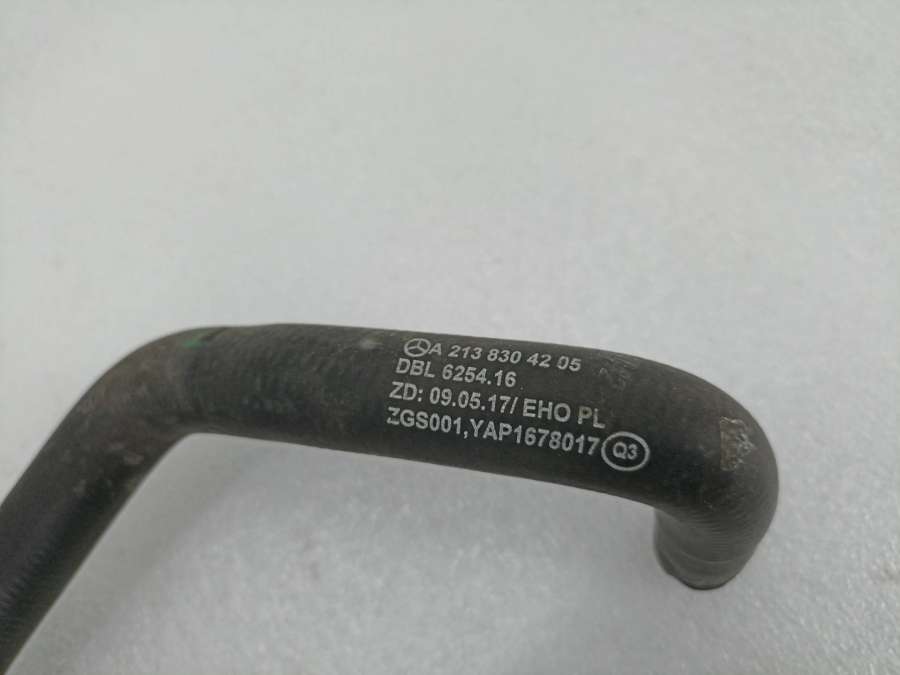 A 213 830 42 05
DBL 6254.16
ZD: 09.05.17/ EHO PL
ZGS001,YAP1678017 Q3